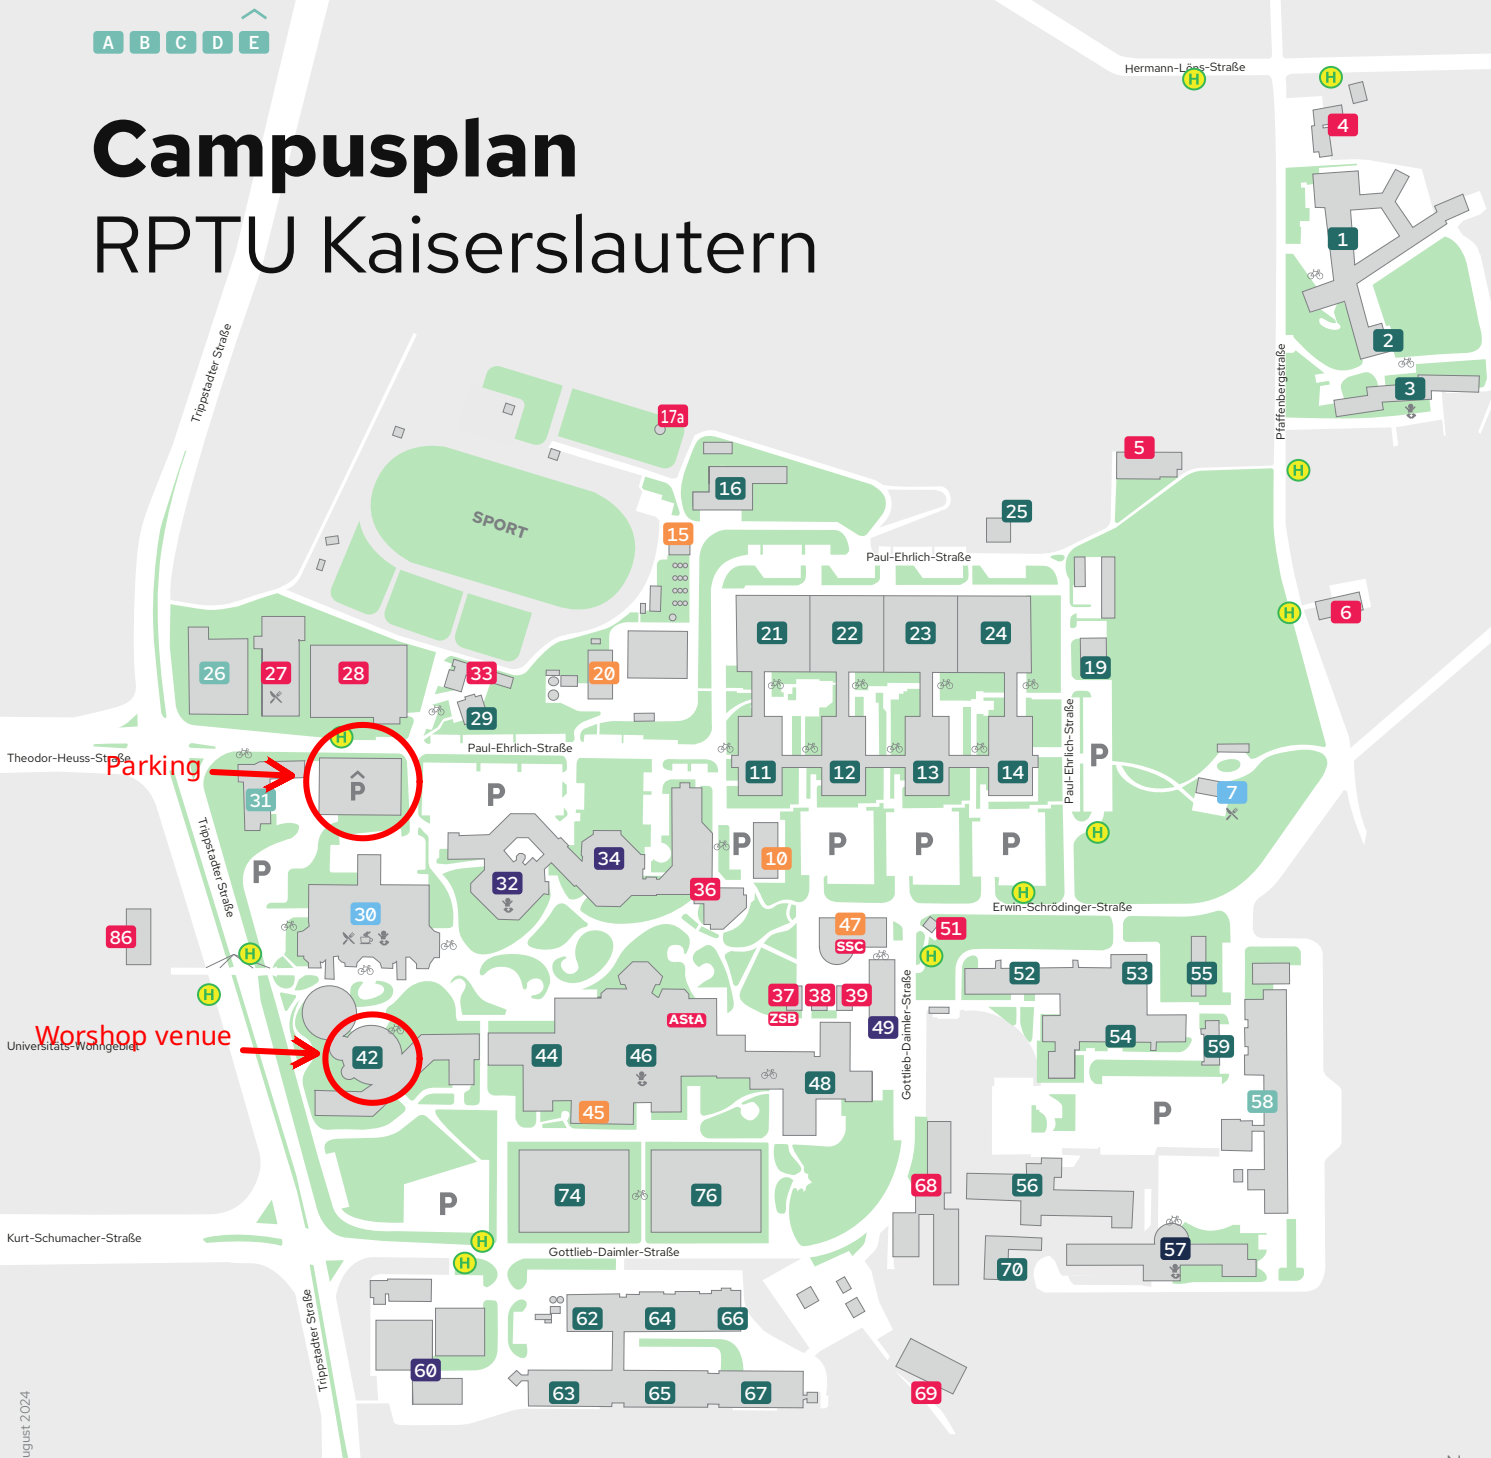 A B C D E
Hermann-Löns-Straße
H
H
4
Campusplan
RPTU Kaiserslautern
1
2
3
Trippstadter Straße
Pfaffenbergstraße
17a
5
H
16
SPORT
25
15
Paul-Ehrlich-Straße
H
6
21
22
23
24
26
27
28
33
20
19
29
H
Paul-Ehrlich-Straße
Paul-Ehrlich-Straße
Theodor-Heuss-Straße
Parking
P
P
P
31
11
12
13
14
7
Trippstadter Straße
H
P
P
P
P
P
34
10
32
36
H
Erwin-Schrödinger-Straße
30
86
47
SSC
51
H
H
52
53
55
H
37
38
39
ZSB
AStA
49
Gottlieb-Daimler-Straße
Worshop venue
Universitäts-Wohngebiet
42
44
46
48
54
59
45
58
P
74
76
68
56
P
Kurt-Schumacher-Straße
H
H
Gottlieb-Daimler-Straße
57
70
Trippstadter Straße
62
64
66
60
63
65
67
69
ugust 2024